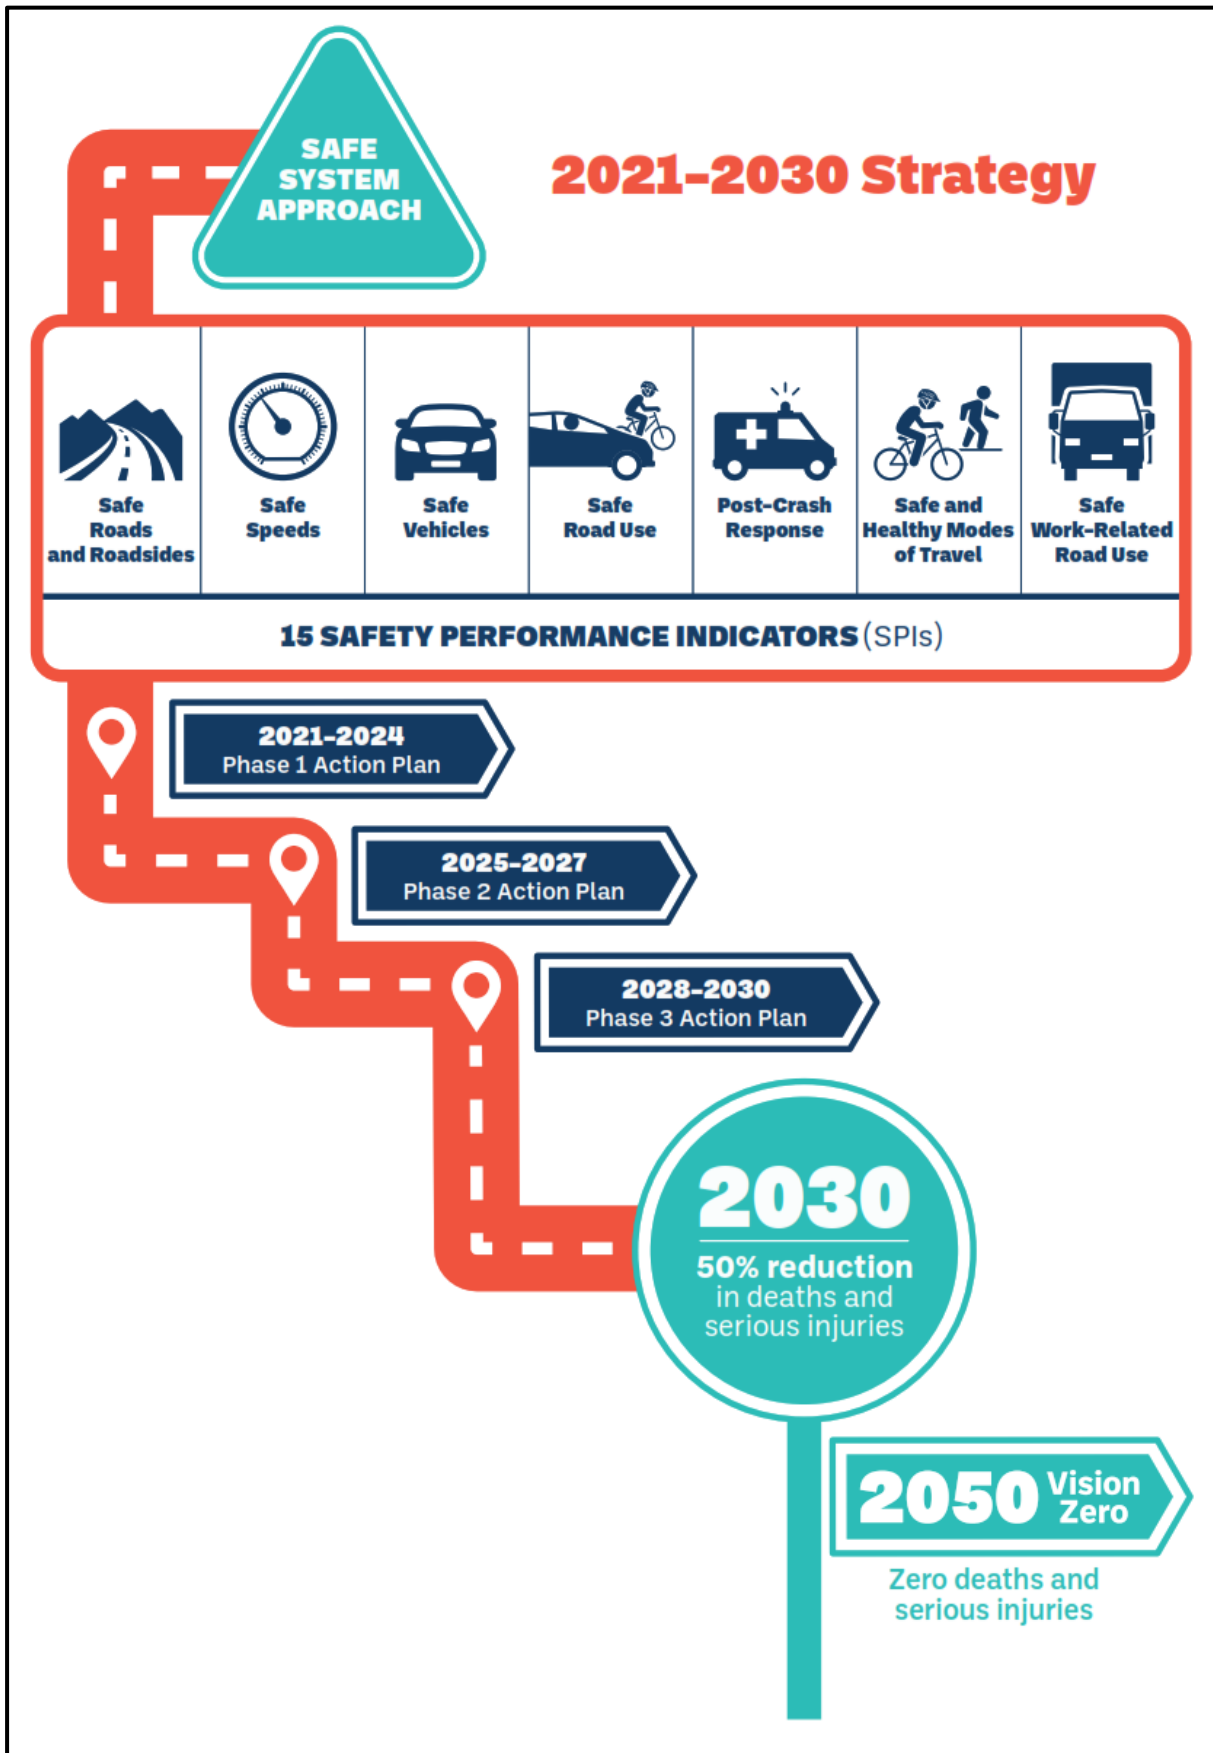 SAFE
SYSTEM
APPROACH
2021-2030 Strategy
Safe
Roads
and Roadsides
Safe
Speeds
Safe
Vehicles
Safe
Road Use
Post-Crash
Response
Safe and
Healthy Modes
of Travel
Safe
Work-Related
Road Use
15 SAFETY PERFORMANCE INDICATORS (SPIs)
2021-2024
Phase 1 Action Plan
2025-2027
Phase 2 Action Plan
2028-2030
Phase 3 Action Plan
2030
50% reduction
in deaths and
serious injuries
2050 Vision
Zero
Zero deaths and
serious injuries